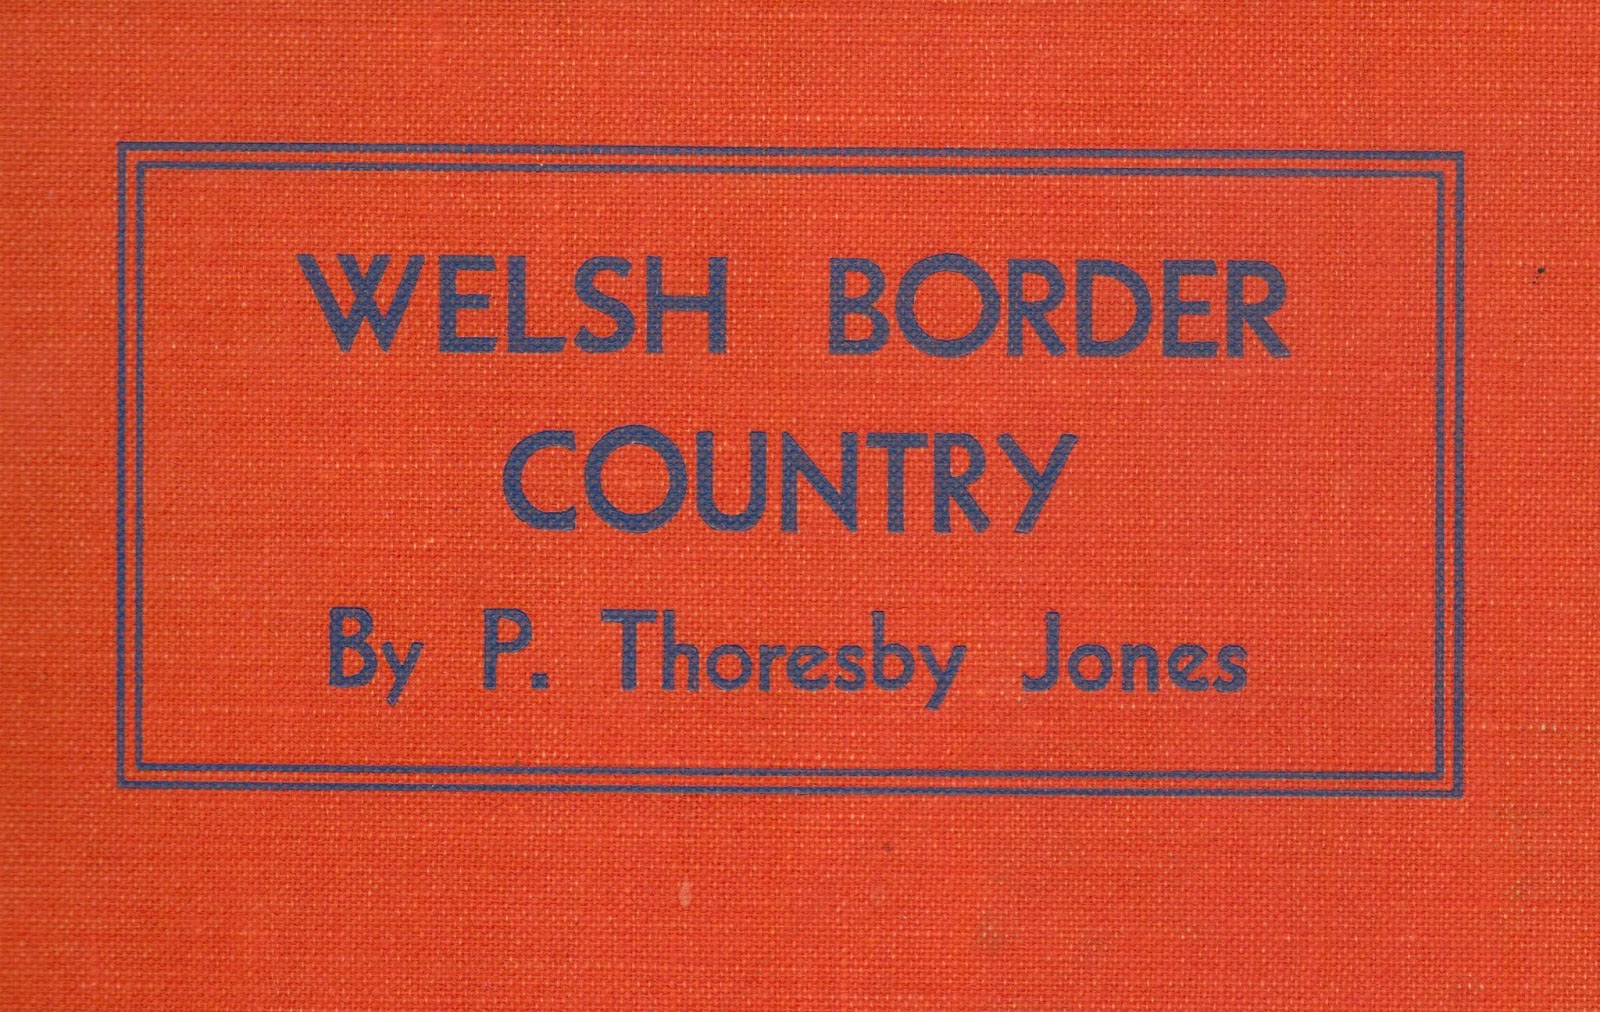 WELSH BORDER
COUNTRY
By P. Thoresby Jones